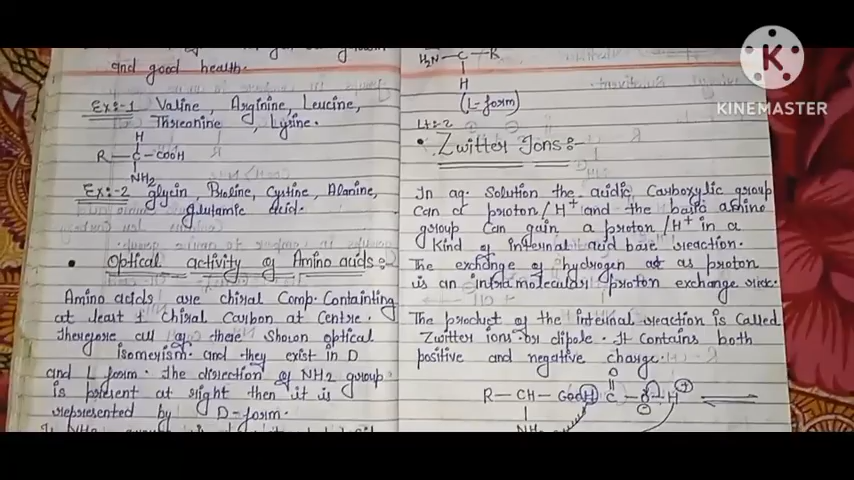 and good health.
Ex:-1 Valine, Arginine, Leucine,
Threonine, Lysine.
H
R — C — COOH
NH2
Ex:-2 glycin, Proline, Cystine, Alanine,
glutamic acid.
• Optical activity of Amino acids:-
Amino acids are chiral Comp. Containting
at least 1 Chiral Carbon at Centre.
Therefore all of these shown optical
isomerism. and they exist in D
and L form. The direction of NH2 group
is present at right then it is
represented by D-form.
H2N — C — R
H
(L-form)
Lt:-2
• Zwitter Ions:-
In aq. Solution the acidic Carboxylic group
Can a proton/H+ and the basic amino
group Can gain a proton/H+ in a
Kind of internal acid base reaction.
The exchange of hydrogen as proton
is an intramolecular proton exchange
The product of the internal reaction is Called
Zwitter ions or dipole. It contains both
positive and negative charge.
O
R — CH — COOH C — O — H +
NH2
K
KINEMASTER